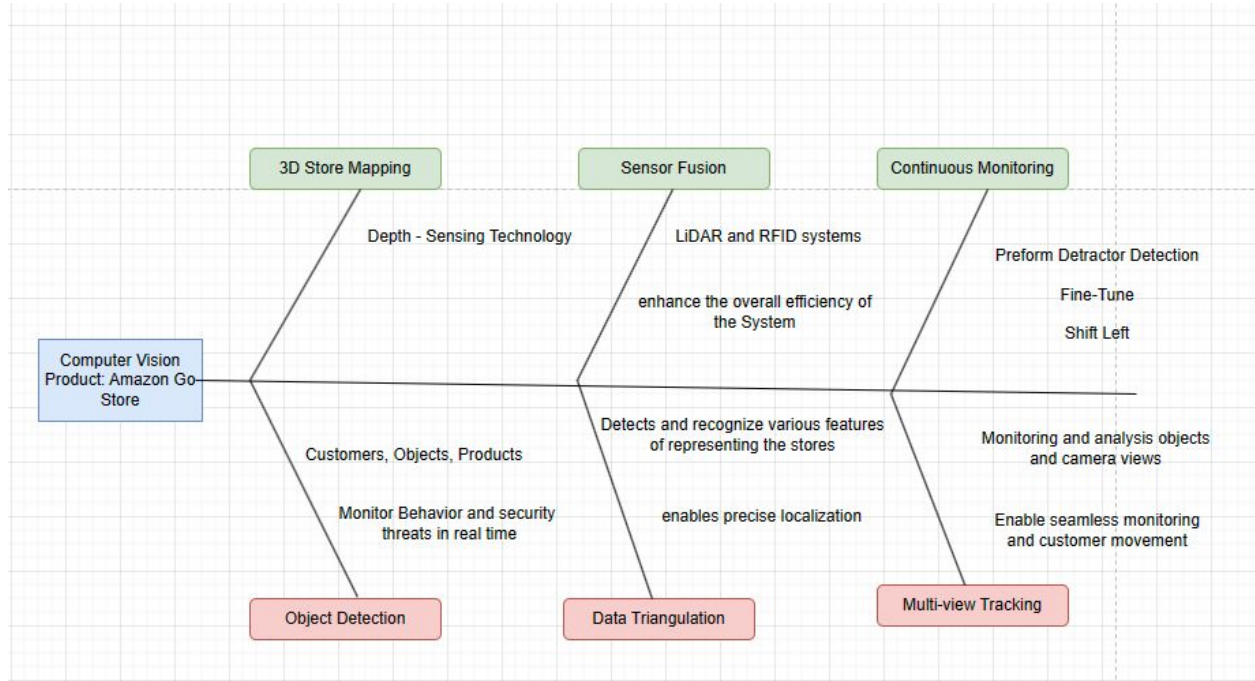 3D Store Mapping
Sensor Fusion
Continuous Monitoring
Depth - Sensing Technology
LiDAR and RFID systems
Preform Detractor Detection
enhance the overall efficiency of
the System
Fine-Tune
Shift Left
Computer Vision
Product: Amazon Go
Store
Detects and recognize various features
of representing the stores
Monitoring and analysis objects
and camera views
Customers, Objects, Products
Monitor Behavior and security
threats in real time
enables precise localization
Enable seamless monitoring
and customer movement
Object Detection
Data Triangulation
Multi-view Tracking